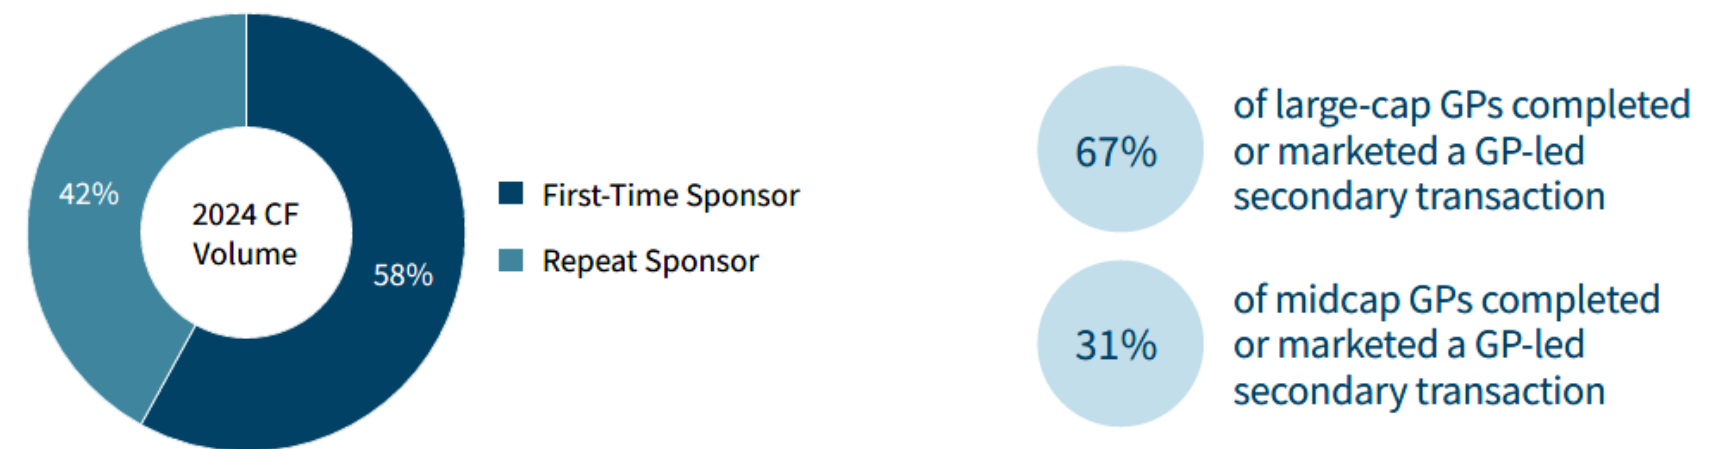 42%
2024 CF
Volume
58%
First-Time Sponsor
Repeat Sponsor
67%
of large-cap GPs completed
or marketed a GP-led
secondary transaction
31%
of midcap GPs completed
or marketed a GP-led
secondary transaction